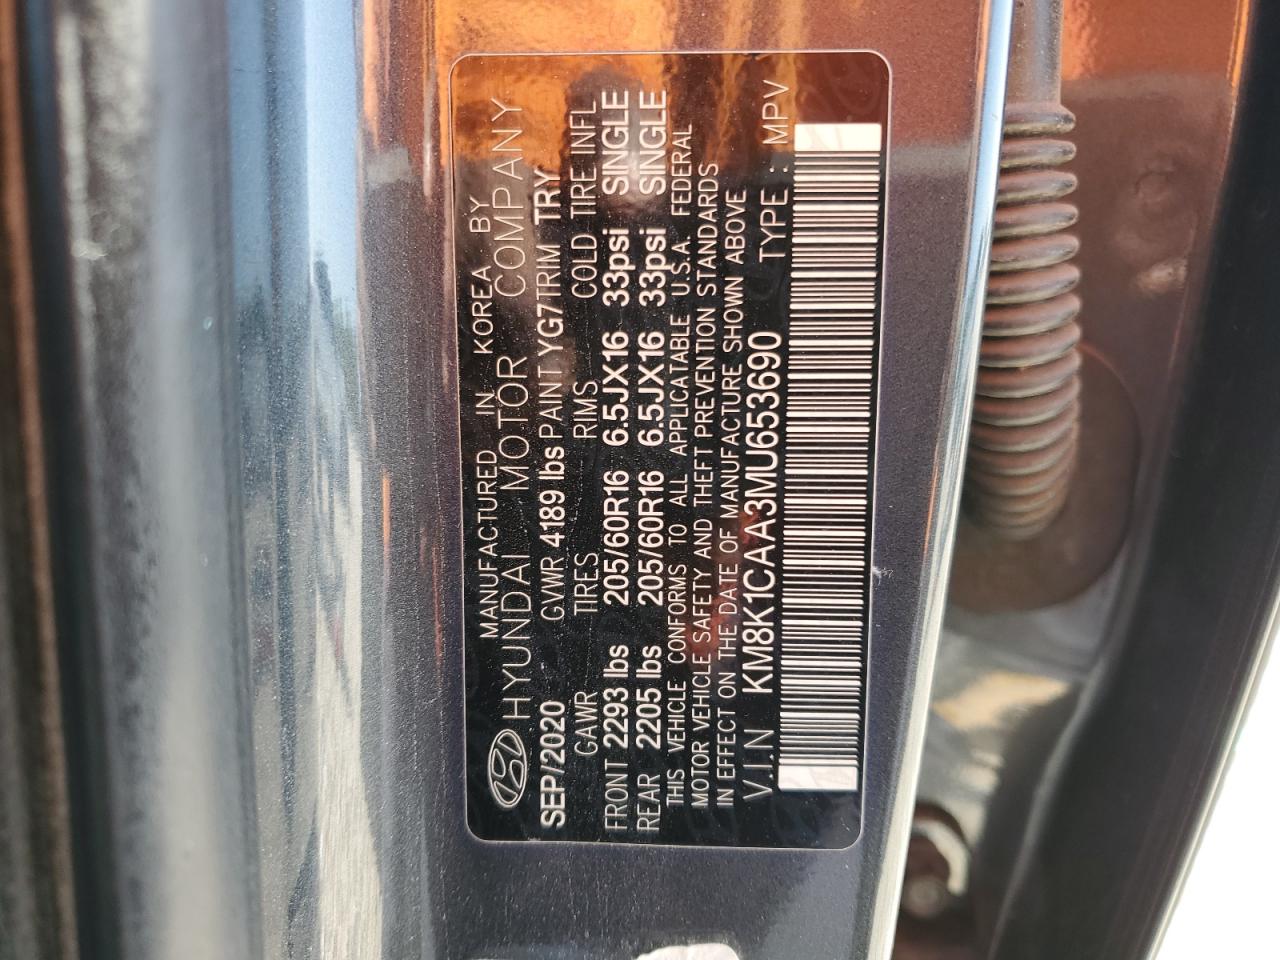 MANUFACTURED IN KOREA BY
HYUNDAI MOTOR COMPANY
SEP/2020 GVWR 4189 lbs PAINT YG7 TRIM TRY
GAWR TIRES RIMS COLD TIRE INFL
FRONT 2293 lbs 205/60R16 6.5JX16 33psi SINGLE
REAR 2205 lbs 205/60R16 6.5JX16 33psi SINGLE
THIS VEHICLE CONFORMS TO ALL APPLICATABLE U.S.A. FEDERAL
MOTOR VEHICLE SAFETY AND THEFT PREVENTION STANDARDS
IN EFFECT ON THE DATE OF MANUFACTURE SHOWN ABOVE
V.I.N KM8K1CAA3MU653690 TYPE : MPV